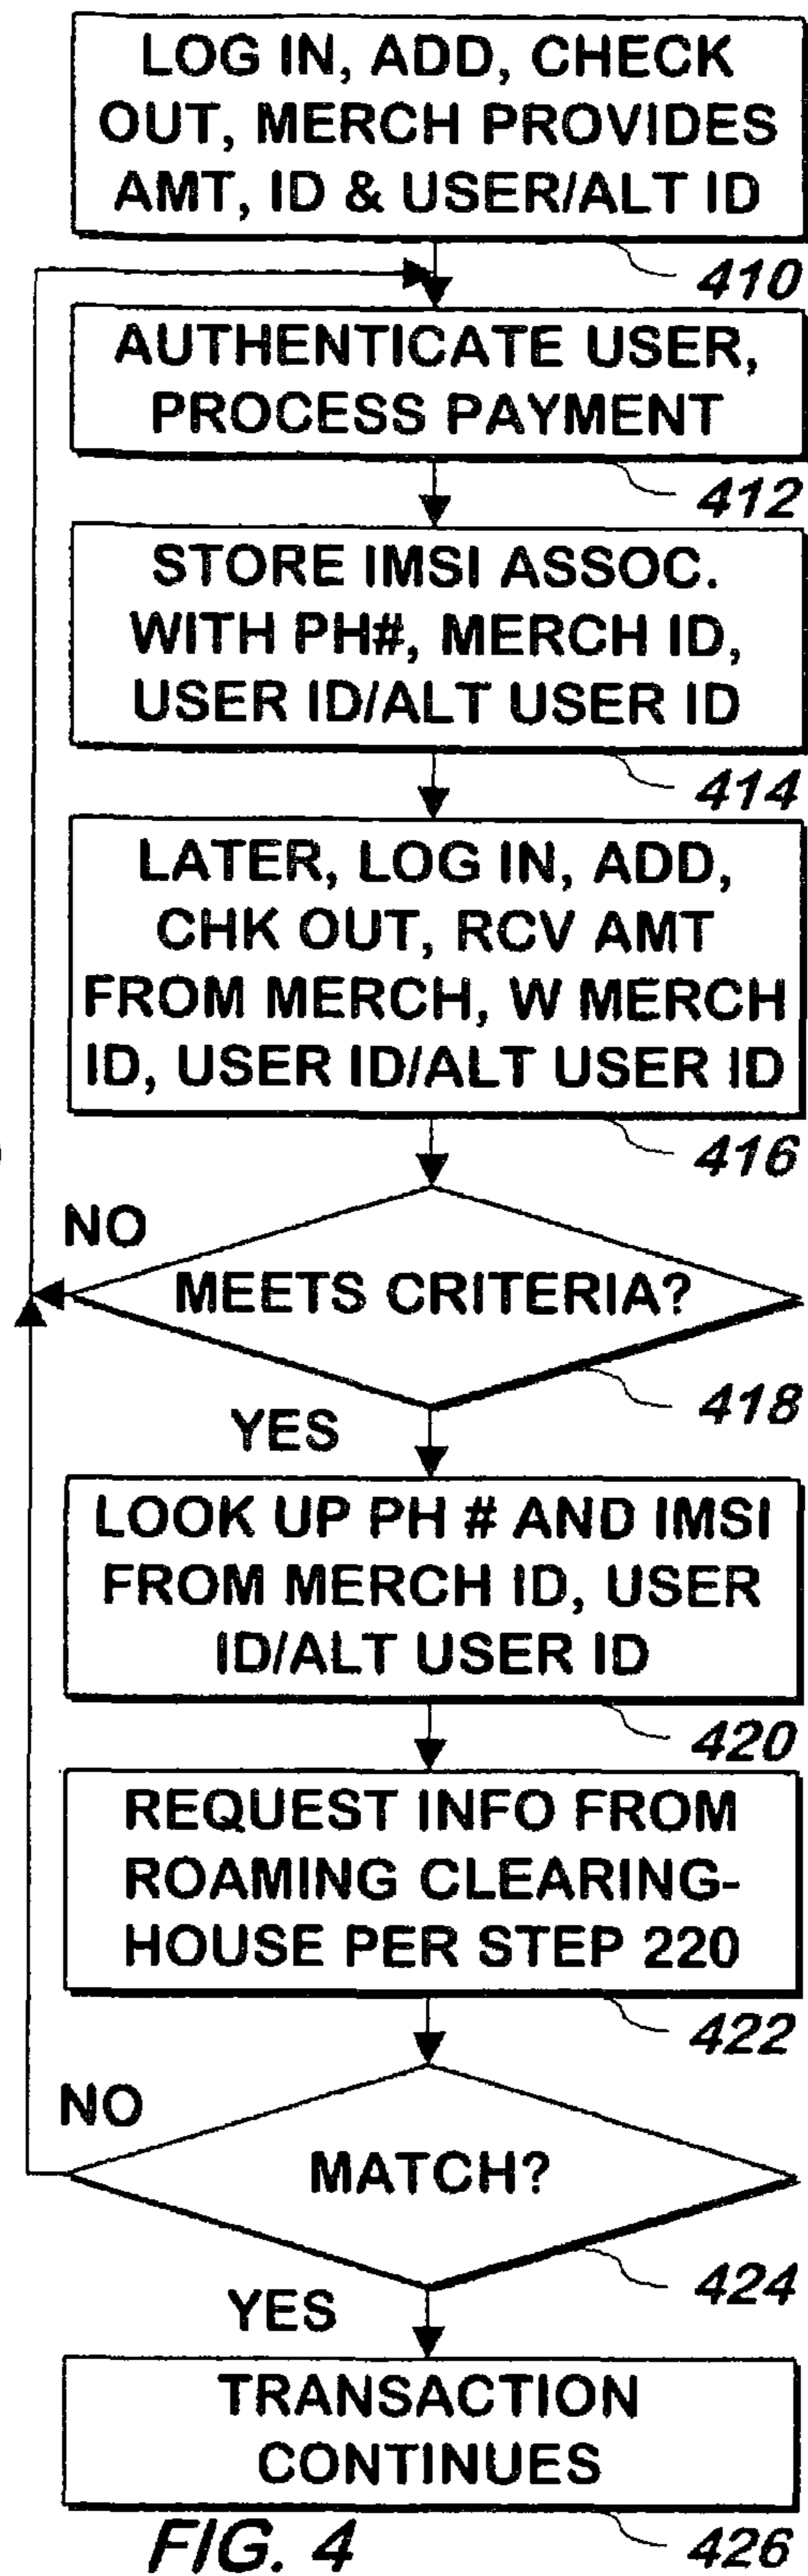 LOG IN, ADD, CHECK
OUT, MERCH PROVIDES
AMT, ID & USER/ALT ID
410
AUTHENTICATE USER,
PROCESS PAYMENT
412
STORE IMSI ASSOC.
WITH PH#, MERCH ID,
USER ID/ALT USER ID
414
LATER, LOG IN, ADD,
CHK OUT, RCV AMT
FROM MERCH, W MERCH
ID, USER ID/ALT USER ID
416
NO
MEETS CRITERIA?
418
YES
LOOK UP PH # AND IMSI
FROM MERCH ID, USER
ID/ALT USER ID
420
REQUEST INFO FROM
ROAMING CLEARING-
HOUSE PER STEP 220
422
NO
MATCH?
424
YES
TRANSACTION
CONTINUES
426
FIG. 4